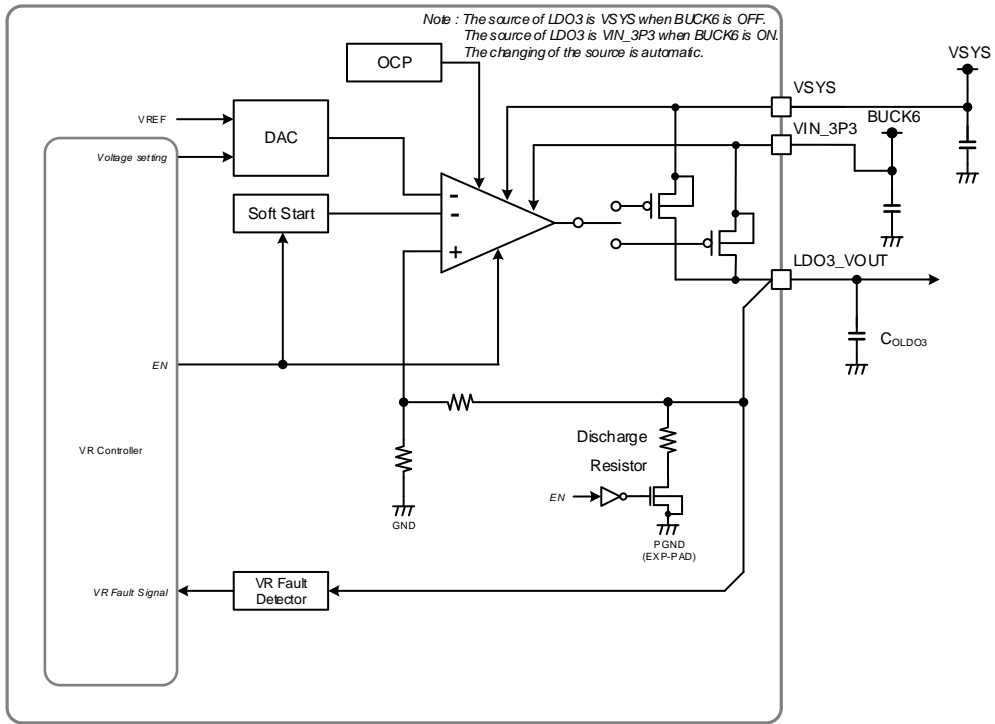 Note : The source of LDO3 is VSYS when BUCK6 is OFF.
The source of LDO3 is VIN_3P3 when BUCK6 is ON.
The changing of the source is automatic.
OCP
VSYS
VSYS
VREF
DAC
VIN_3P3
BUCK6
Voltage setting
Soft Start
-
-
+
LDO3_VOUT
COLDO3
EN
VR Controller
Discharge
Resistor
EN
GND
PGND
(EXP-PAD)
VR Fault Signal
VR Fault
Detector